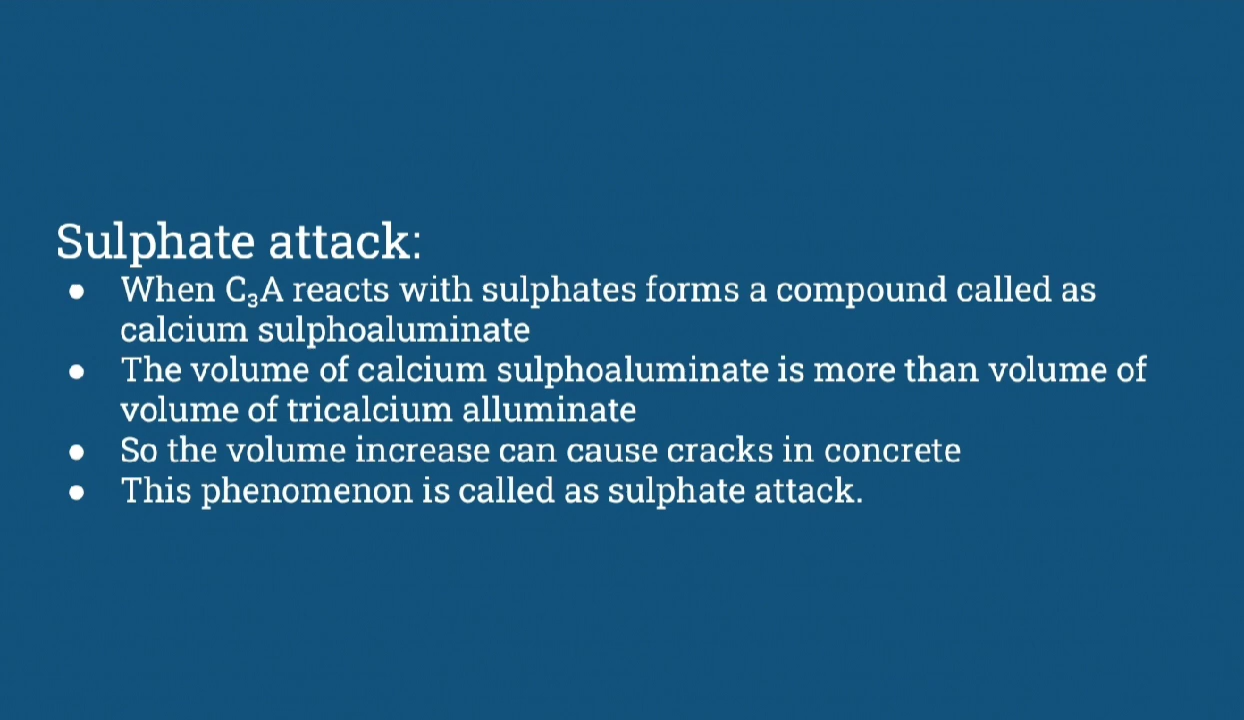 Sulphate attack:
● When C₃A reacts with sulphates forms a compound called as
calcium sulphoaluminate
● The volume of calcium sulphoaluminate is more than volume of
volume of tricalcium alluminate
● So the volume increase can cause cracks in concrete
● This phenomenon is called as sulphate attack.